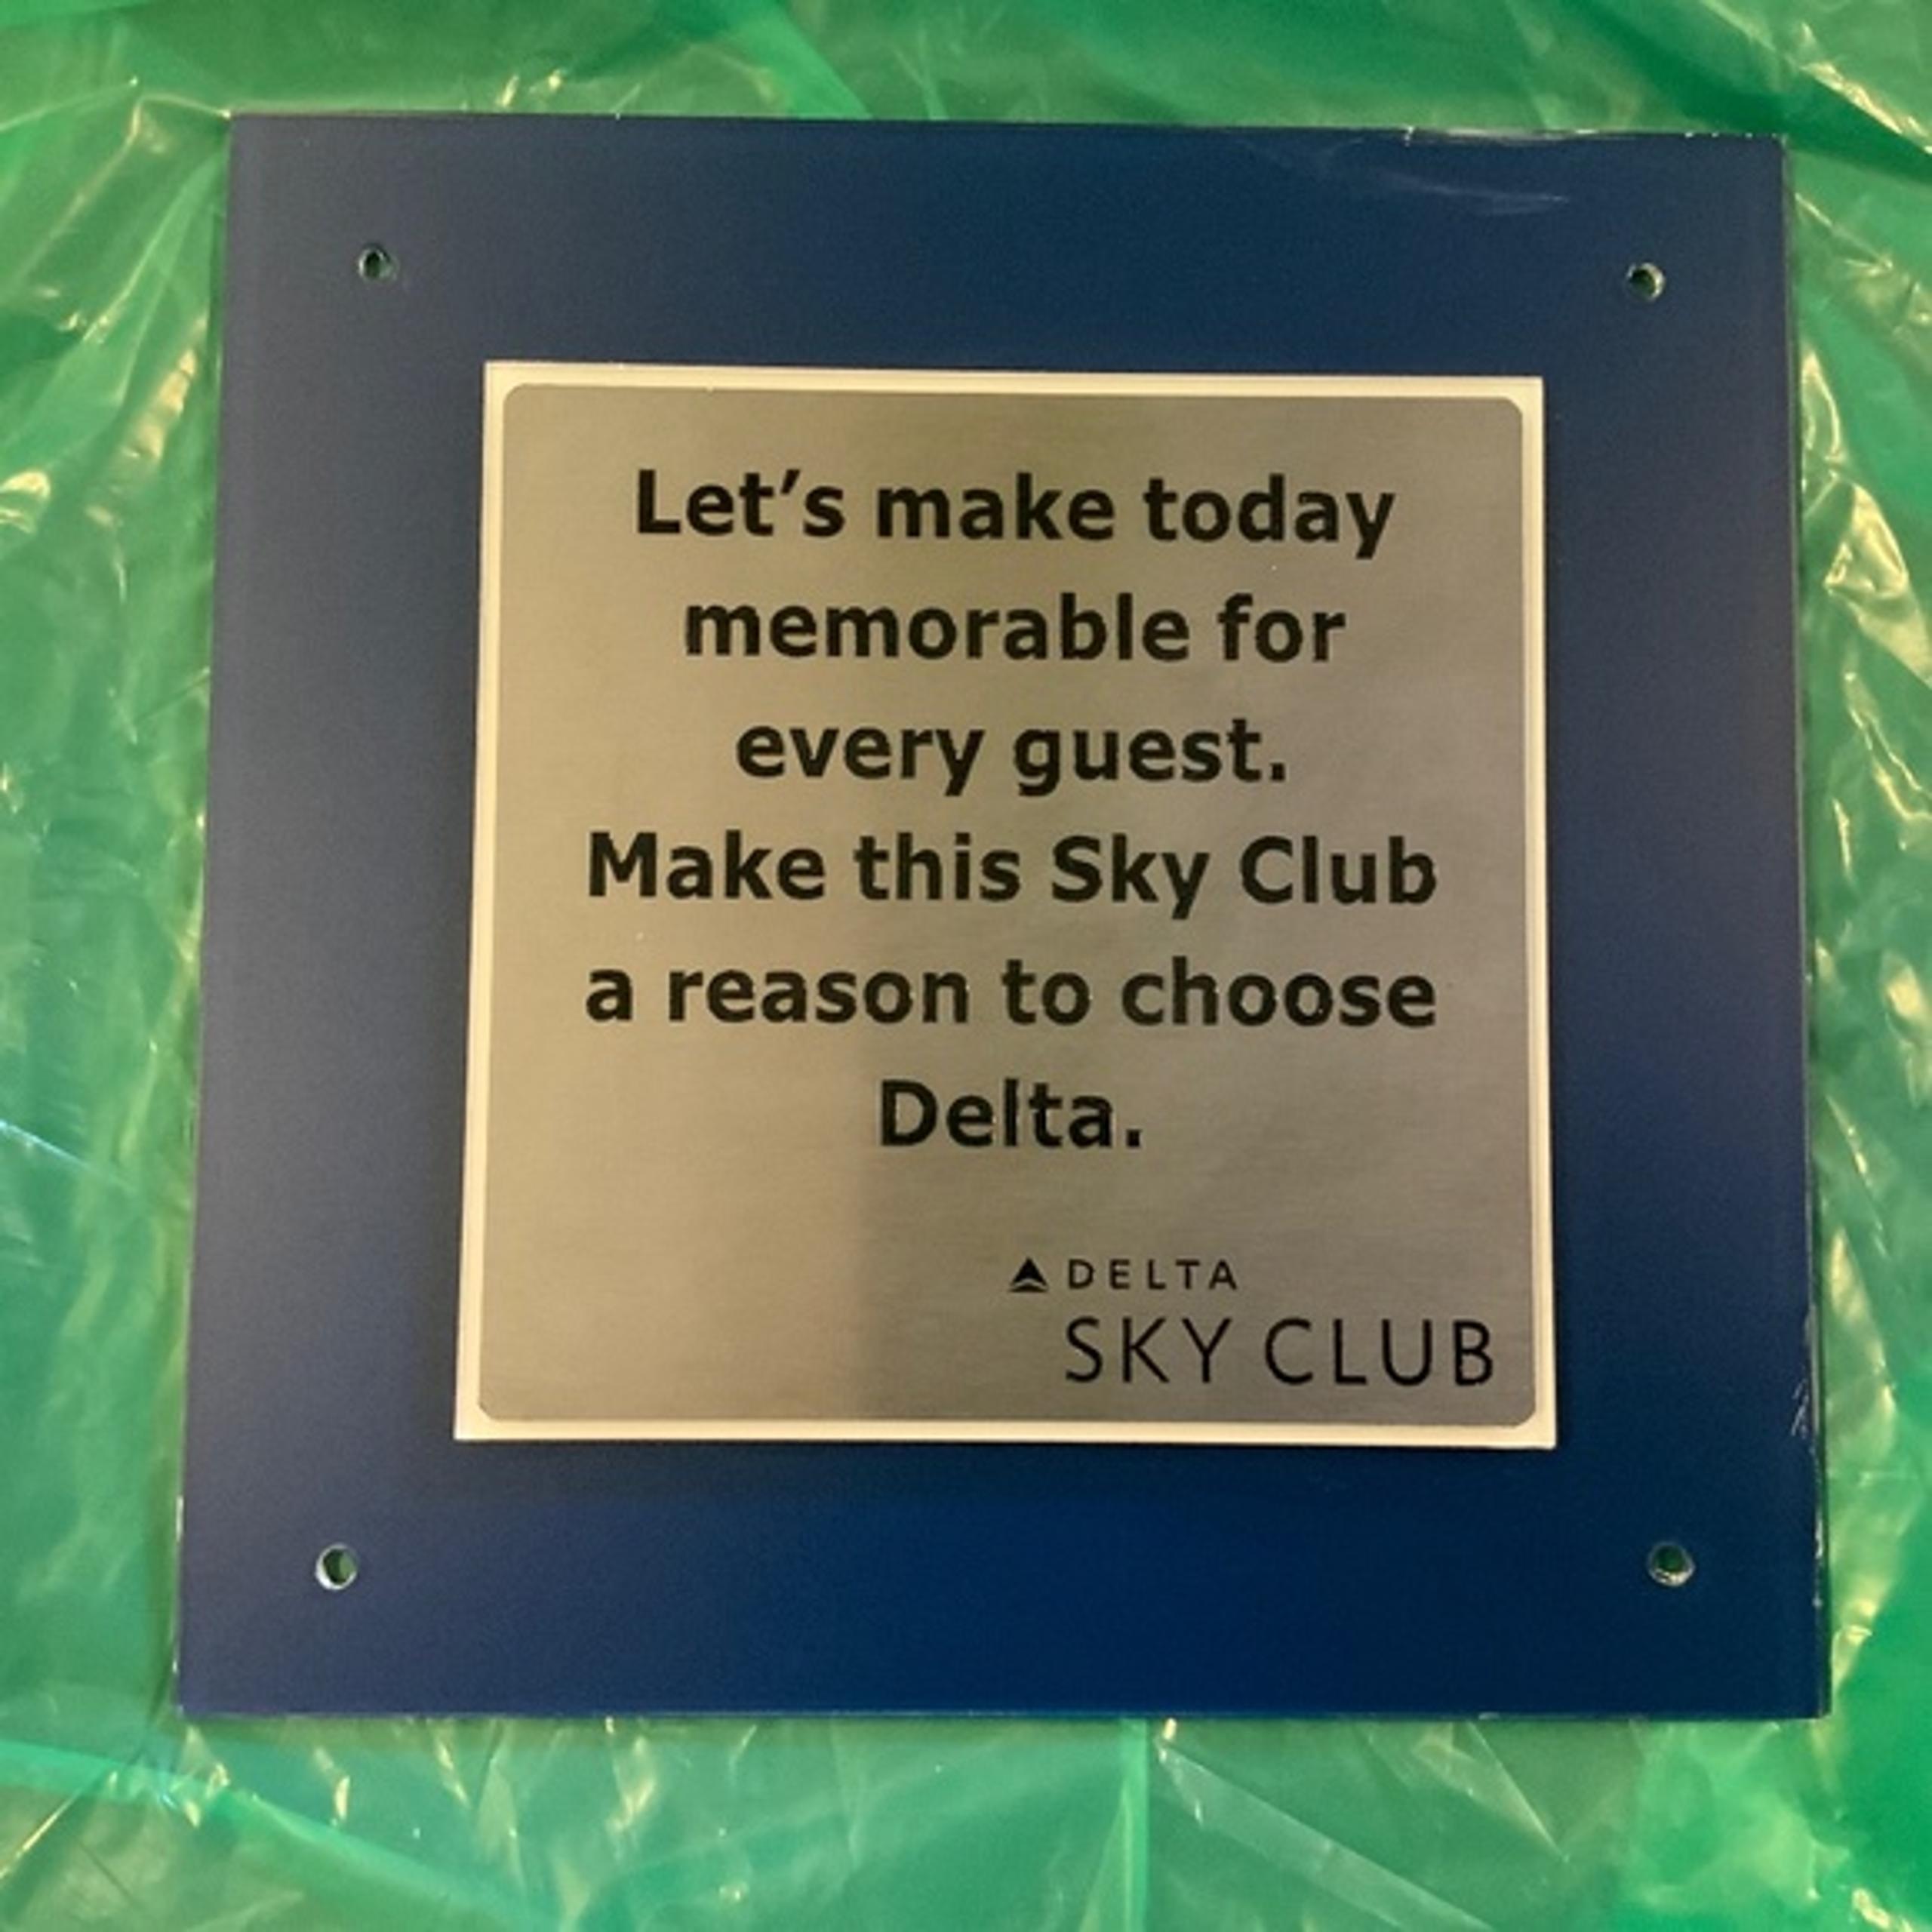 Let’s make today
memorable for
every guest.
Make this Sky Club
a reason to choose
Delta.
DELTA
SKY CLUB